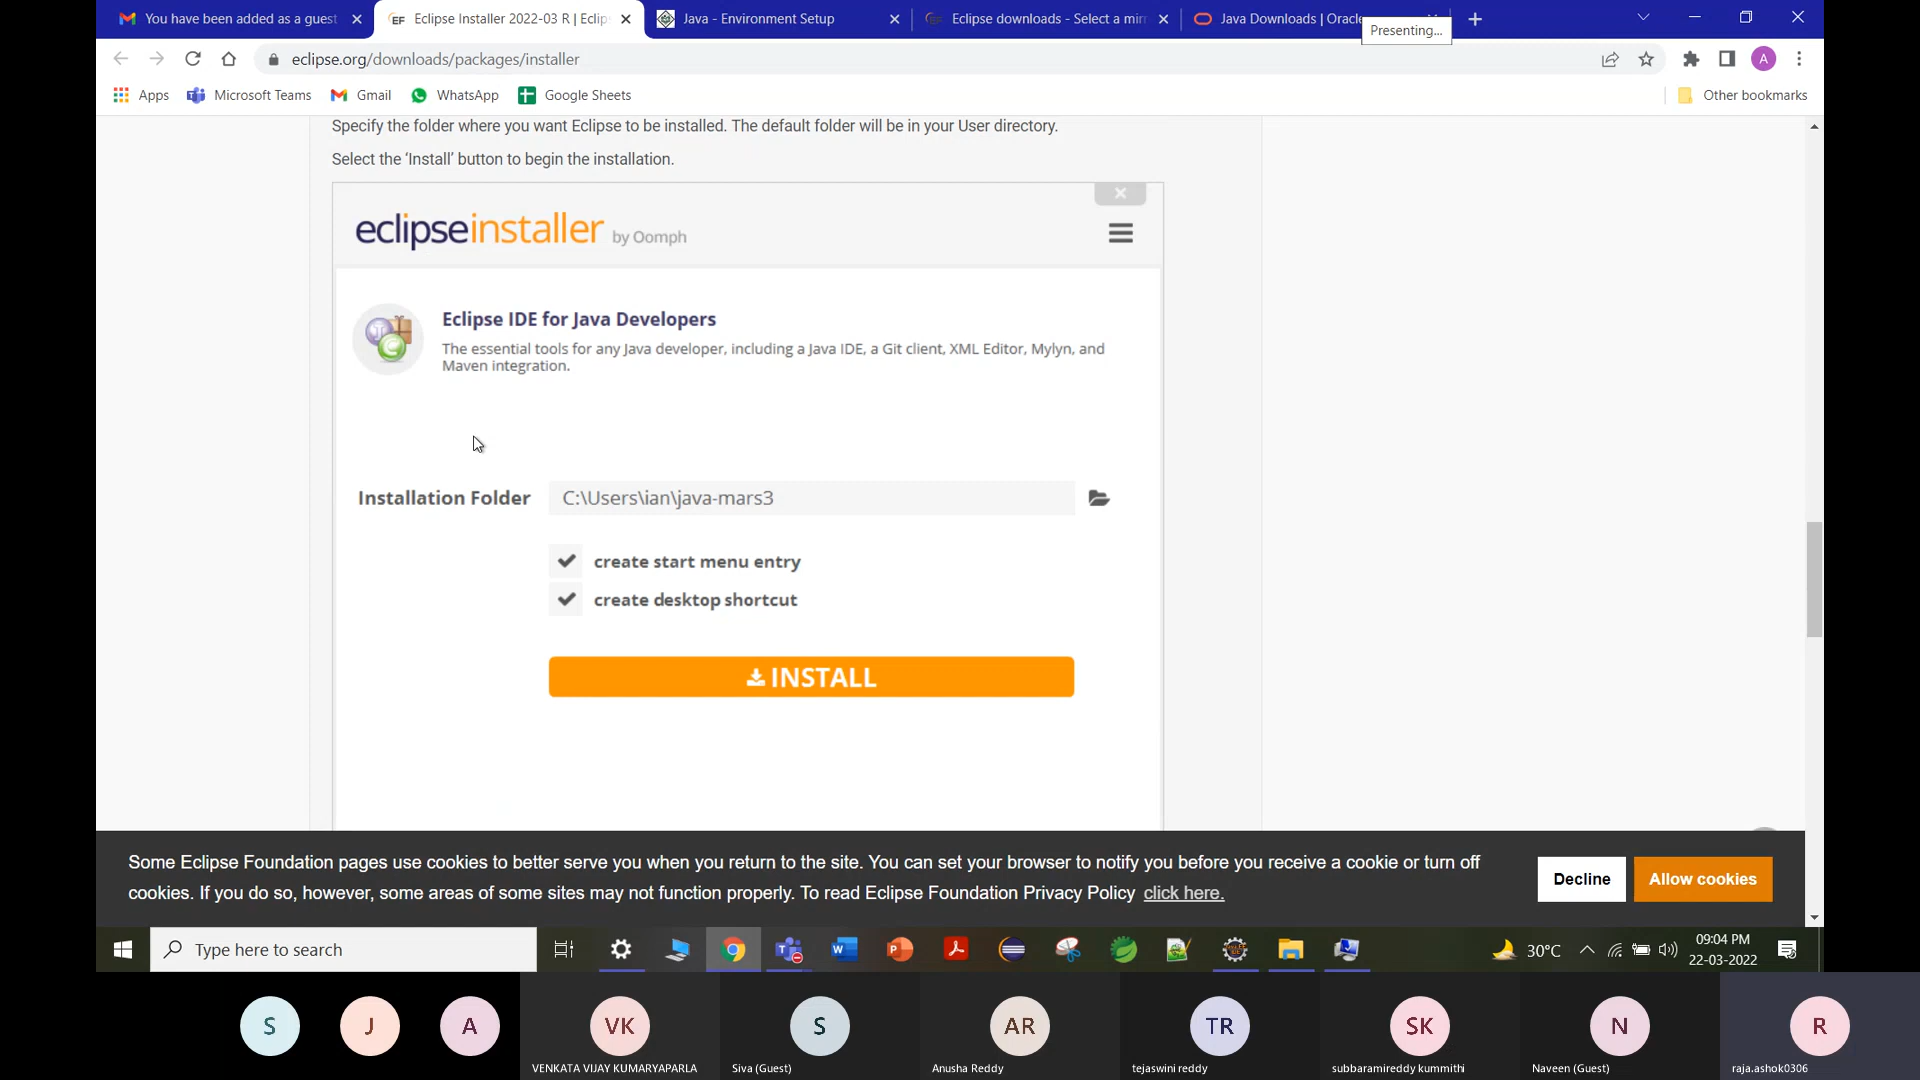 You have been added as a guest
Eclipse Installer 2022-03 R | Eclip
Java - Environment Setup
Eclipse downloads - Select a mirr
Java Downloads | Oracle
Presenting...
eclipse.org/downloads/packages/installer
A
Apps
Microsoft Teams
Gmail
WhatsApp
Google Sheets
Other bookmarks
Specify the folder where you want Eclipse to be installed. The default folder will be in your User directory.
Select the ‘Install’ button to begin the installation.
eclipseinstaller by Oomph
Eclipse IDE for Java Developers
The essential tools for any Java developer, including a Java IDE, a Git client, XML Editor, Mylyn, and
Maven integration.
Installation Folder
C:\Users\ian\java-mars3
create start menu entry
create desktop shortcut
INSTALL
Some Eclipse Foundation pages use cookies to better serve you when you return to the site. You can set your browser to notify you before you receive a cookie or turn off
cookies. If you do so, however, some areas of some sites may not function properly. To read Eclipse Foundation Privacy Policy click here.
Decline
Allow cookies
Type here to search
30°C
09:04 PM
22-03-2022
S
J
A
VK
S
AR
TR
SK
N
R
VENKATA VIJAY KUMARYAPARLA
Siva (Guest)
Anusha Reddy
tejaswini reddy
subbaramireddy kummithi
Naveen (Guest)
raja.ashok0306